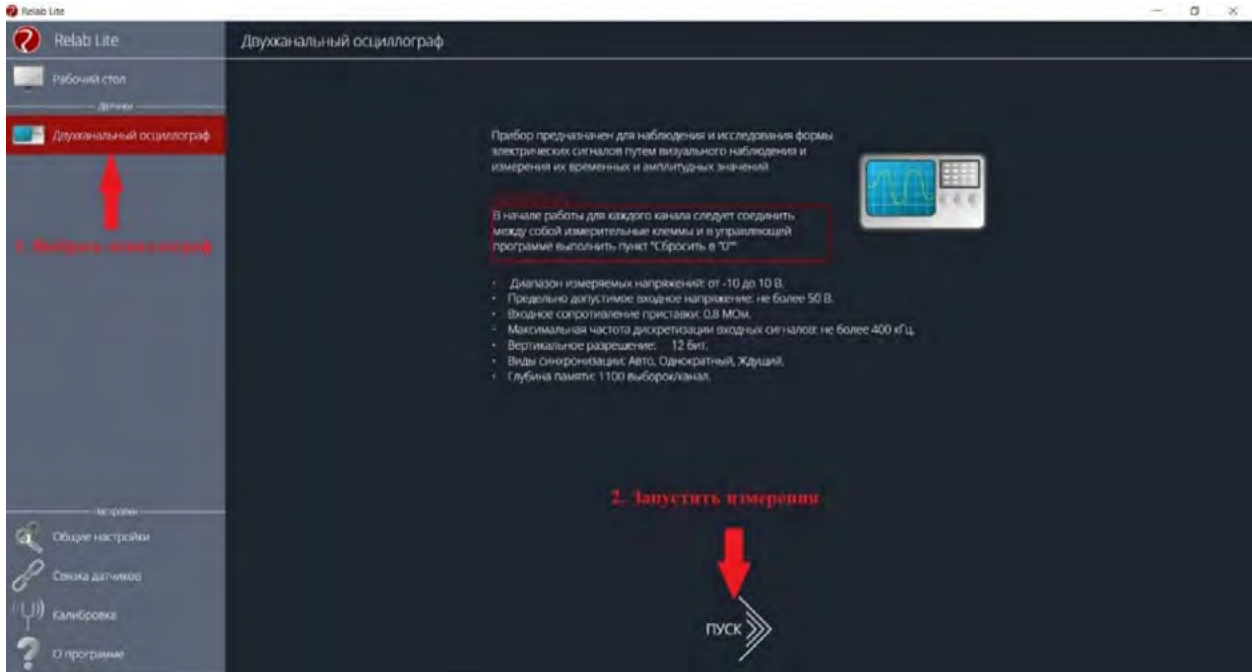 Relab Lite
Relab Lite
Двухканальный осциллограф
Рабочий стол
Датчики
Двухканальный осциллограф
1. Выбрать осциллограф
Прибор предназначен для наблюдения и исследования формы
электрических сигналов путем визуального наблюдения и
измерения их временных и амплитудных значений.
В начале работы для каждого канала следует соединить
между собой измерительные клеммы и в управляющей
программе выполнить пункт "Сбросить в "0""
- Диапазон измеряемых напряжений: от -10 до 10 В.
- Предельно допустимое входное напряжение: не более 50 В.
- Входное сопротивление приставки: 0,8 МОм.
- Максимальная частота дискретизации входных сигналов: не более 400 кГц.
- Вертикальное разрешение: 12 бит.
- Виды синхронизации: Авто, Однократный, Ждущий.
- Глубина памяти: 1100 выборок/канал.
2. Запустить измерения
ПУСК
Настройки
Общие настройки
Связка датчиков
Калибровка
О программе